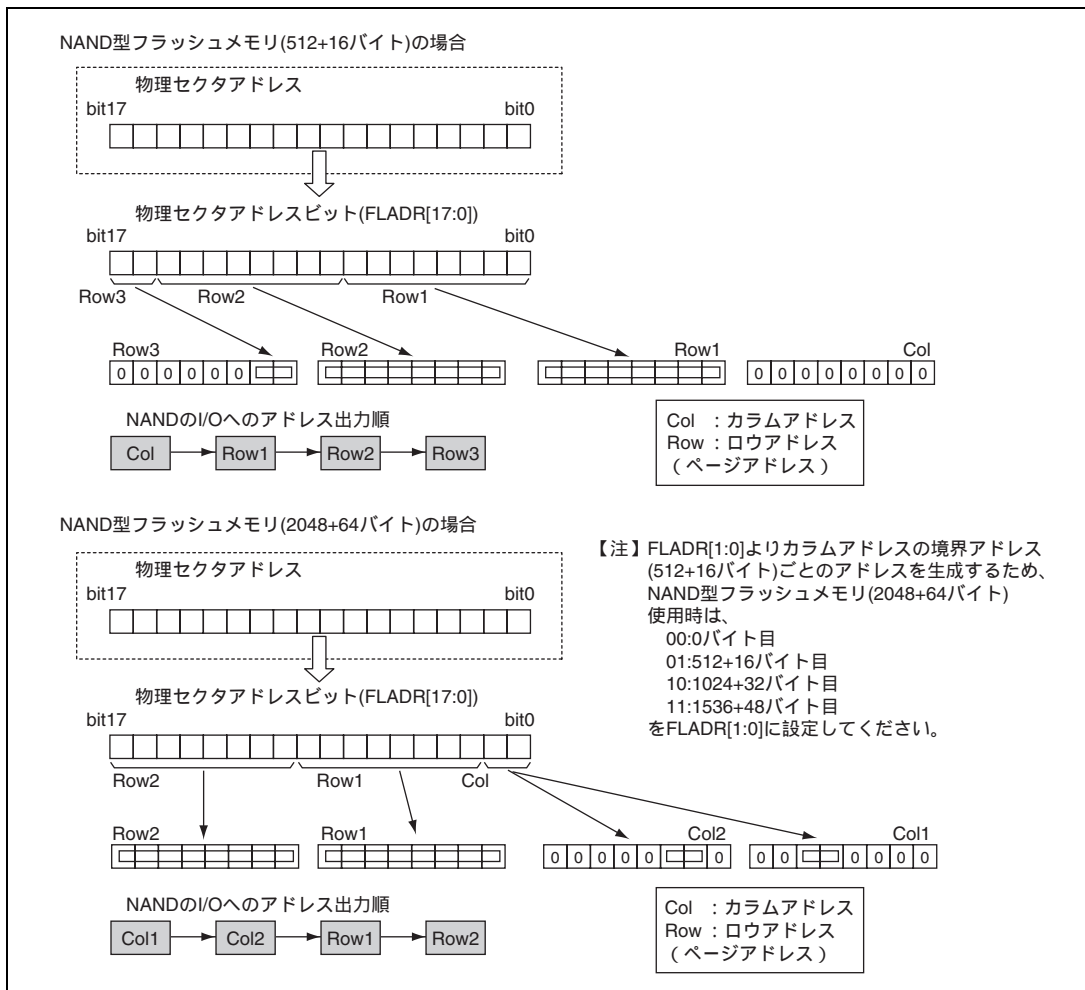 NAND型フラッシュメモリ(512+16バイト)の場合
物理セクタアドレス
bit17 bit0
物理セクタアドレスビット(FLADR[17:0])
bit17 bit0
Row3 Row2 Row1
Row3 Row2 Row1 Col
0 0 0 0 0 0 0 0 0 0 0 0 0 0
NANDのI/Oへのアドレス出力順
Col Row1 Row2 Row3
Col :カラムアドレス
Row :ロウアドレス
(ページアドレス)
NAND型フラッシュメモリ(2048+64バイト)の場合
物理セクタアドレス
bit17 bit0
物理セクタアドレスビット(FLADR[17:0])
bit17 bit0
【注】FLADR[1:0]よりカラムアドレスの境界アドレス
(512+16バイト)ごとのアドレスを生成するため、
NAND型フラッシュメモリ(2048+64バイト)
使用時は、
00:0バイト目
01:512+16バイト目
10:1024+32バイト目
11:1536+48バイト目
をFLADR[1:0]に設定してください。
Row2 Row1 Col
Row2 Row1 Col2 Col1
0 0 0 0 0 0 0 0 0 0 0 0
NANDのI/Oへのアドレス出力順
Col1 Col2 Row1 Row2
Col :カラムアドレス
Row :ロウアドレス
(ページアドレス)